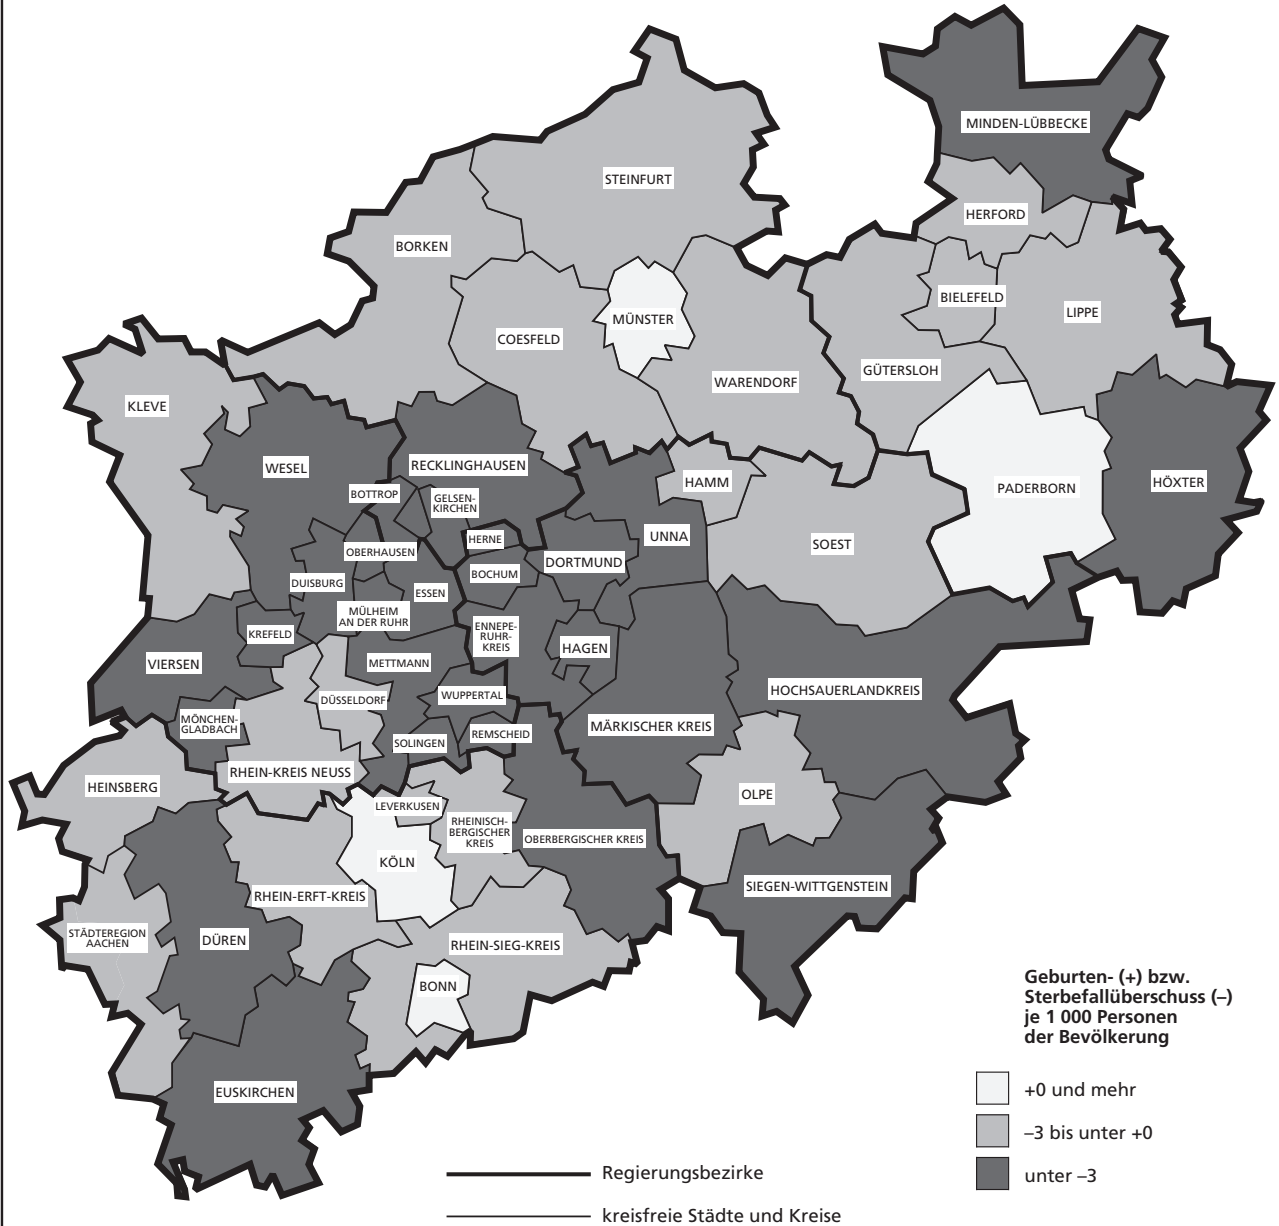 MINDEN-LÜBBECKE
STEINFURT
HERFORD
BORKEN
BIELEFELD
LIPPE
MÜNSTER
COESFELD
GÜTERSLOH
WARENDORF
KLEVE
RECKLINGHAUSEN
WESEL
HAMM
HÖXTER
PADERBORN
BOTTROP
GELSEN-
KIRCHEN
HERNE
UNNA
SOEST
OBERHAUSEN
DORTMUND
BOCHUM
DUISBURG
ESSEN
MÜLHEIM
AN DER RUHR
KREFELD
ENNEPE-
RUHR-
KREIS
HAGEN
VIERSEN
METTMANN
HOCHSAUERLANDKREIS
WUPPERTAL
DÜSSELDORF
MÖNCHEN-
GLADBACH
MÄRKISCHER KREIS
REMSCHEID
SOLINGEN
RHEIN-KREIS NEUSS
HEINSBERG
OLPE
LEVERKUSEN
RHEINISCH-
BERGISCHER
KREIS
OBERBERGISCHER KREIS
KÖLN
SIEGEN-WITTGENSTEIN
RHEIN-ERFT-KREIS
STÄDTEREGION
AACHEN
DÜREN
RHEIN-SIEG-KREIS
BONN
EUSKIRCHEN
Geburten- (+) bzw.
Sterbefallüberschuss (–)
je 1 000 Personen
der Bevölkerung
+0 und mehr
–3 bis unter +0
unter –3
Regierungsbezirke
kreisfreie Städte und Kreise